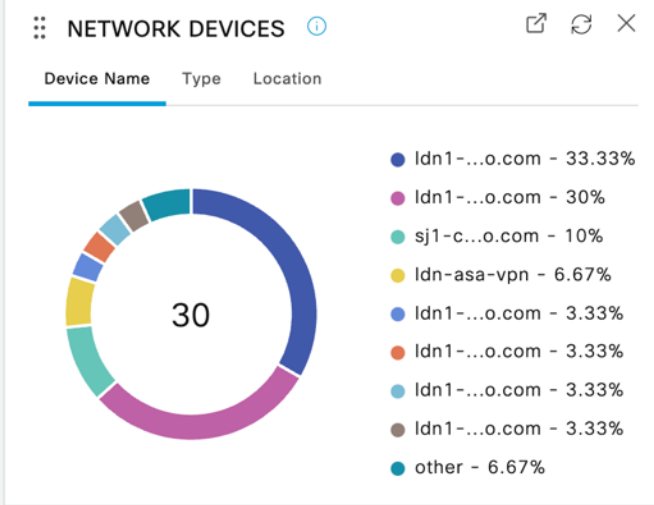 NETWORK DEVICES
Device Name Type Location
ldn1-...o.com - 33.33%
ldn1-...o.com - 30%
sj1-c...o.com - 10%
ldn-asa-vpn - 6.67%
ldn1-...o.com - 3.33%
ldn1-...o.com - 3.33%
ldn1-...o.com - 3.33%
ldn1-...o.com - 3.33%
other - 6.67%
30